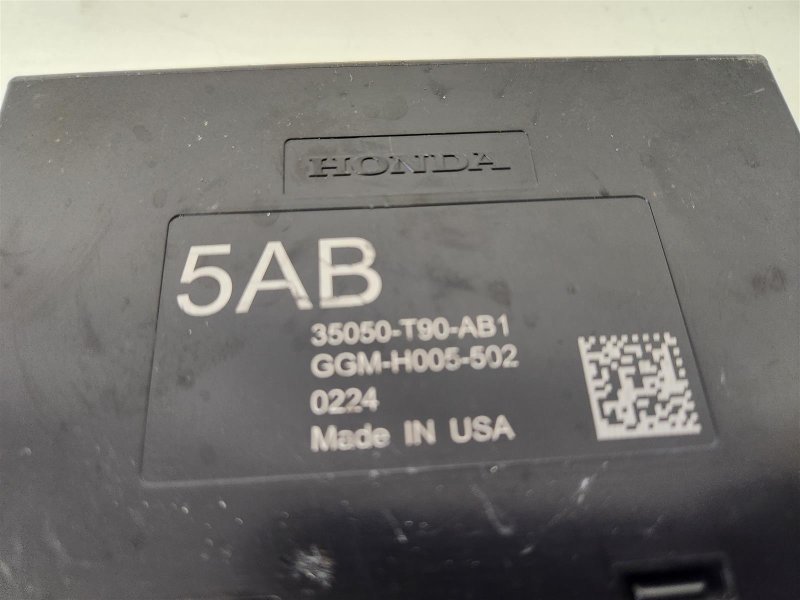 HONDA
5AB
35050-T90-AB1
GGM-H005-502
0224
Made IN USA